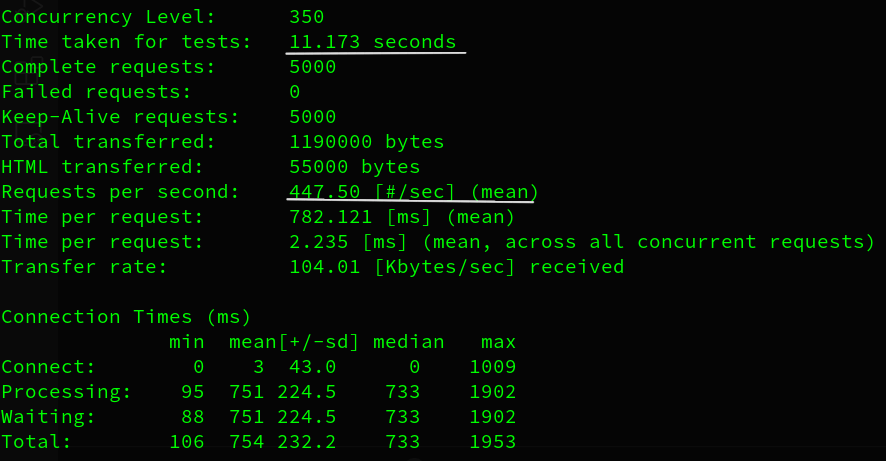 Concurrency Level:      350
Time taken for tests:   11.173 seconds
Complete requests:      5000
Failed requests:        0
Keep-Alive requests:    5000
Total transferred:      1190000 bytes
HTML transferred:       55000 bytes
Requests per second:    447.50 [#/sec] (mean)
Time per request:       782.121 [ms] (mean)
Time per request:       2.235 [ms] (mean, across all concurrent requests)
Transfer rate:          104.01 [Kbytes/sec] received
Connection Times (ms)
              min  mean[+/-sd] median   max
Connect:        0    3  43.0      0    1009
Processing:    95  751 224.5    733    1902
Waiting:       88  751 224.5    733    1902
Total:        106  754 232.2    733    1953